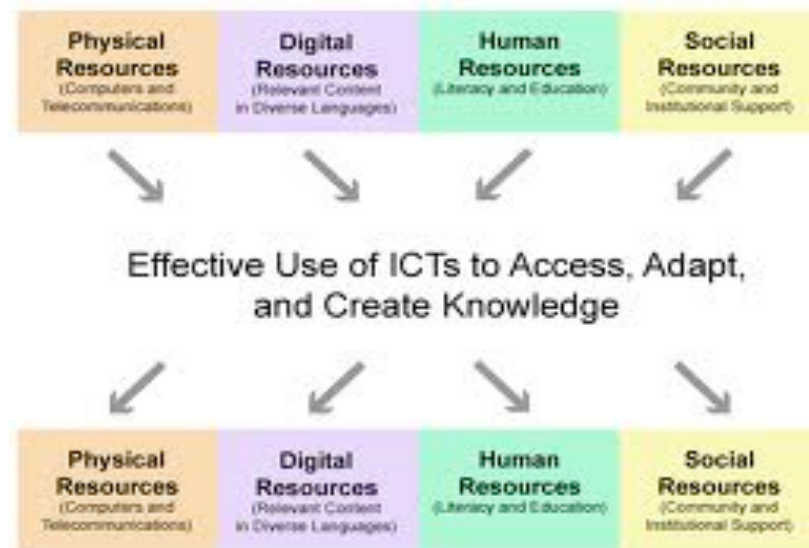 Physical
Resources
(Computers and
Telecommunications)
Digital
Resources
(Relevant Content
in Diverse Languages)
Human
Resources
(Literacy and Education)
Social
Resources
(Community and
Institutional Support)
Effective Use of ICTs to Access, Adapt,
and Create Knowledge
Physical
Resources
(Computers and
Telecommunications)
Digital
Resources
(Relevant Content
in Diverse Languages)
Human
Resources
(Literacy and Education)
Social
Resources
(Community and
Institutional Support)